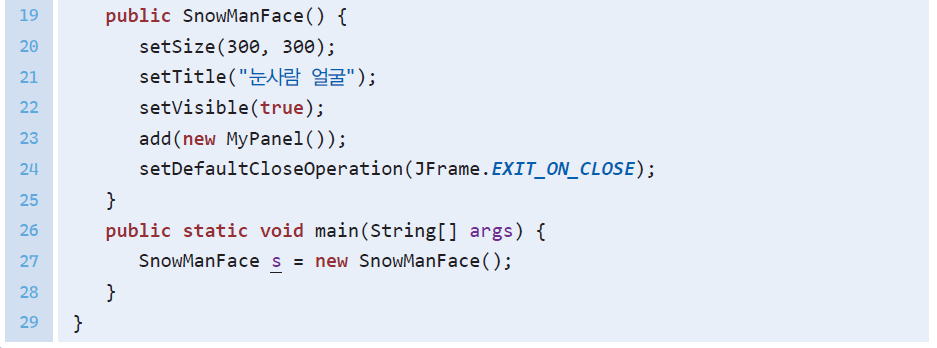 19 public SnowManFace() {
20 setSize(300, 300);
21 setTitle("눈사람 얼굴");
22 setVisible(true);
23 add(new MyPanel());
24 setDefaultCloseOperation(JFrame.EXIT_ON_CLOSE);
25 }
26 public static void main(String[] args) {
27 SnowManFace s = new SnowManFace();
28 }
29 }